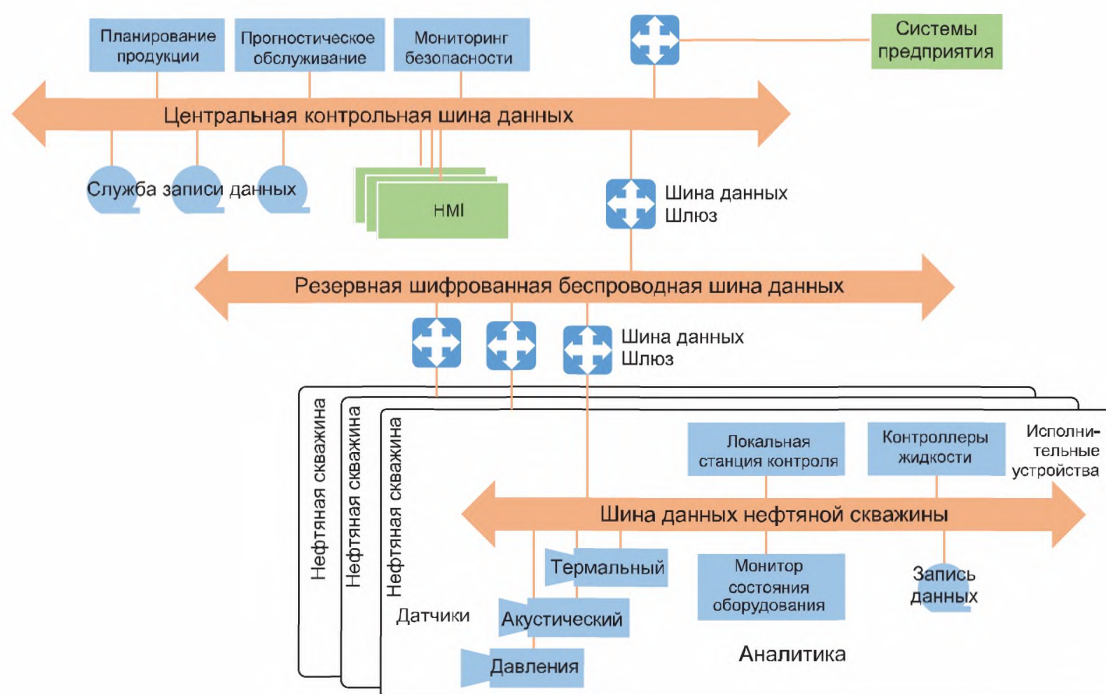 Планирование
продукции
Прогностическое
обслуживание
Мониторинг
безопасности
Системы
предприятия
Центральная контрольная шина данных
Служба записи данных
HMI
Шина данных
Шлюз
Резервная шифрованная беспроводная шина данных
Шина данных
Шлюз
Нефтяная скважина
Нефтяная скважина
Нефтяная скважина
Локальная
станция контроля
Контроллеры
жидкости
Исполни-
тельные
устройства
Шина данных нефтяной скважины
Датчики
Термальный
Акустический
Давления
Монитор
состояния
оборудования
Запись
данных
Аналитика